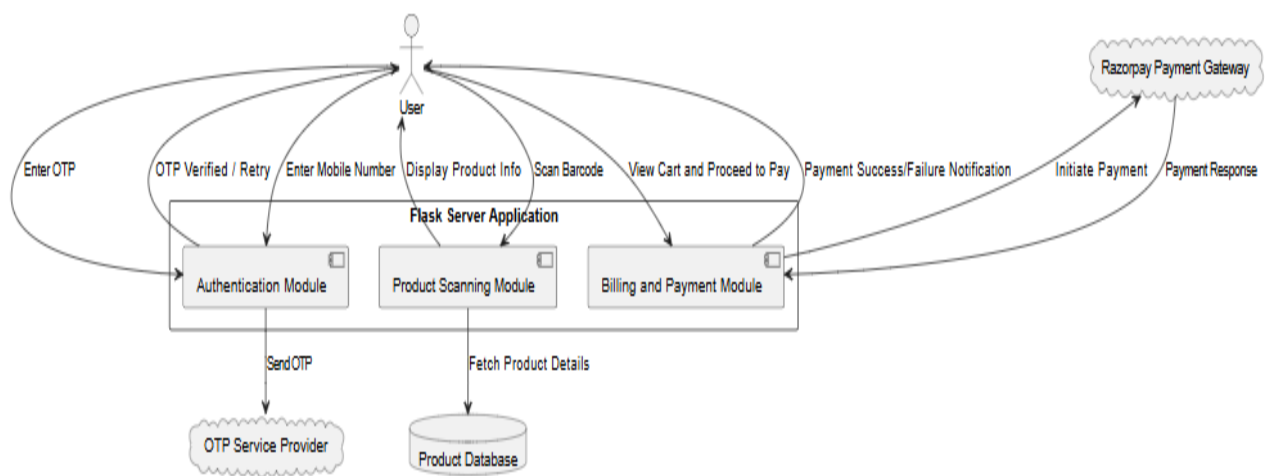 Razorpay Payment Gateway
User
Enter OTP
OTP Verified / Retry
Enter Mobile Number
Display Product Info
Scan Barcode
View Cart and Proceed to Pay
Payment Success/Failure Notification
Initiate Payment
Payment Response
Flask Server Application
Authentication Module
Product Scanning Module
Billing and Payment Module
Send OTP
Fetch Product Details
OTP Service Provider
Product Database